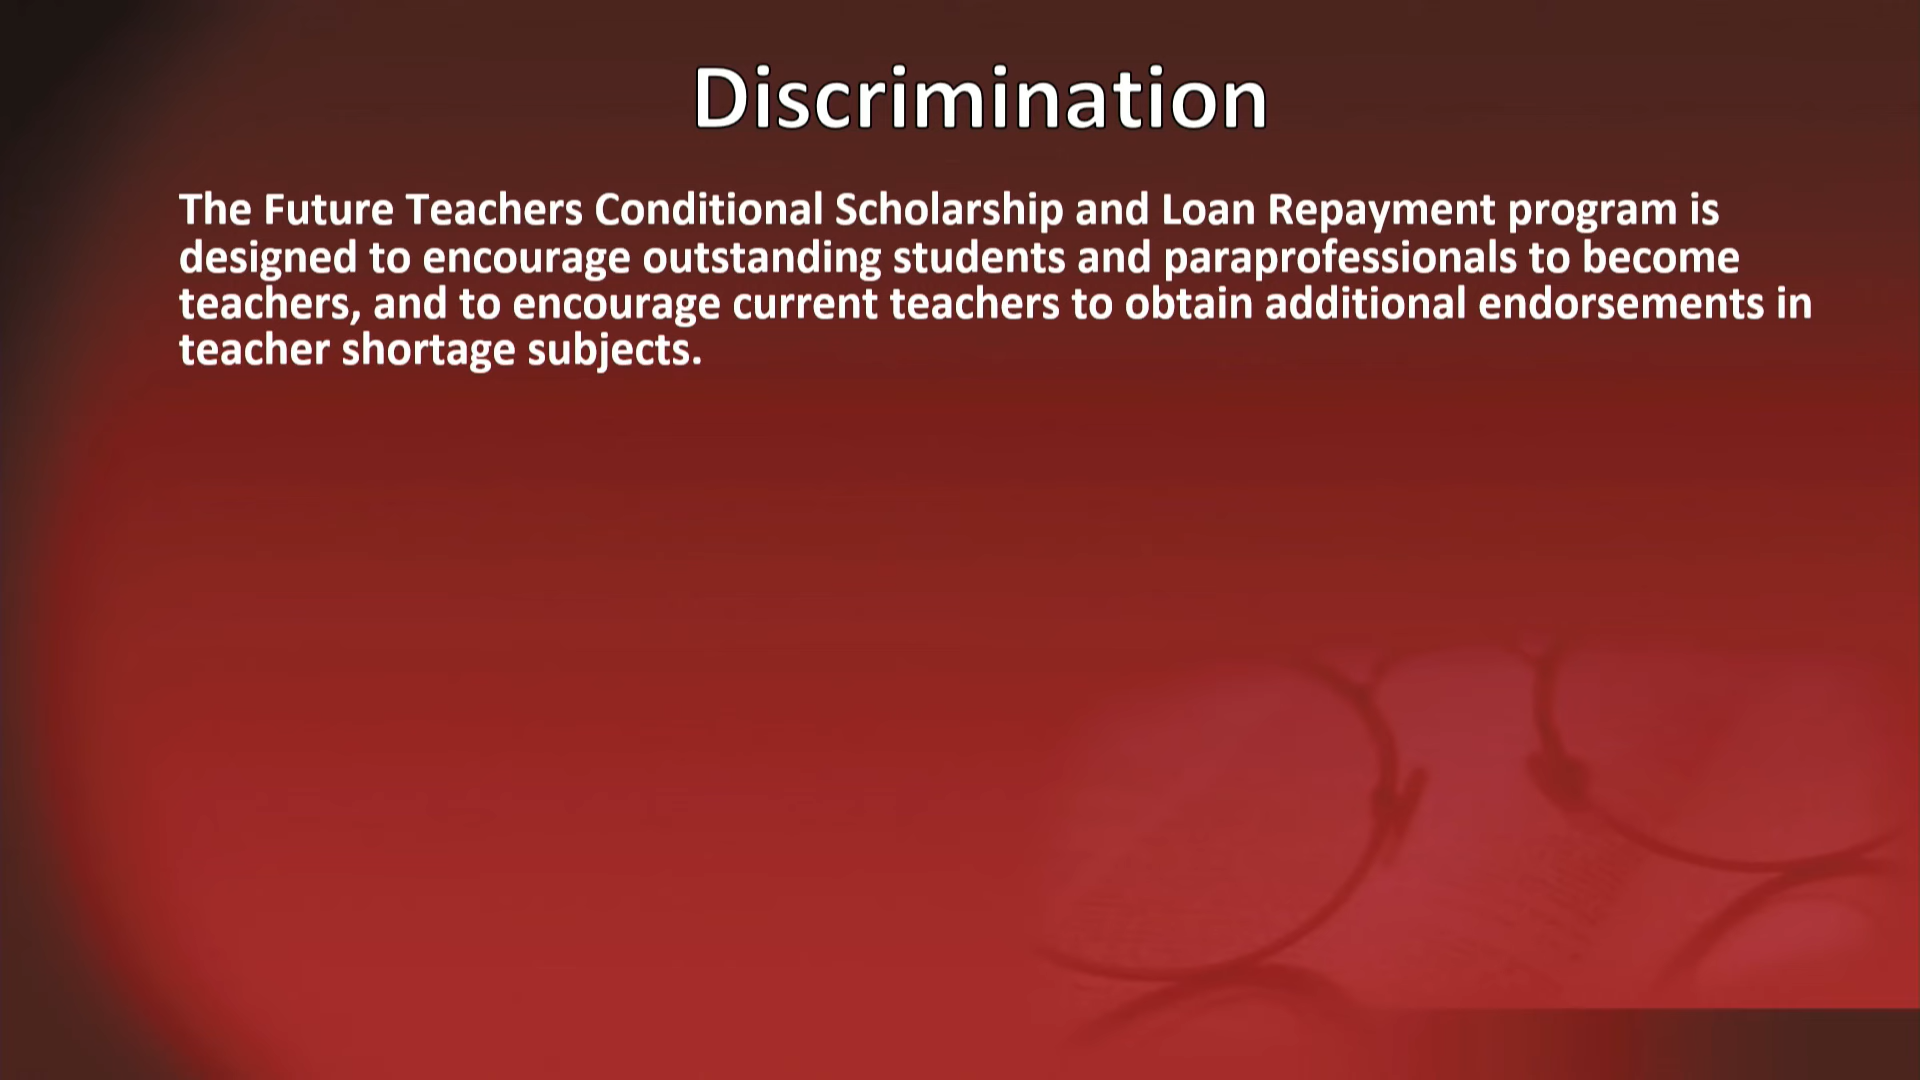 Discrimination
The Future Teachers Conditional Scholarship and Loan Repayment program is
designed to encourage outstanding students and paraprofessionals to become
teachers, and to encourage current teachers to obtain additional endorsements in
teacher shortage subjects.